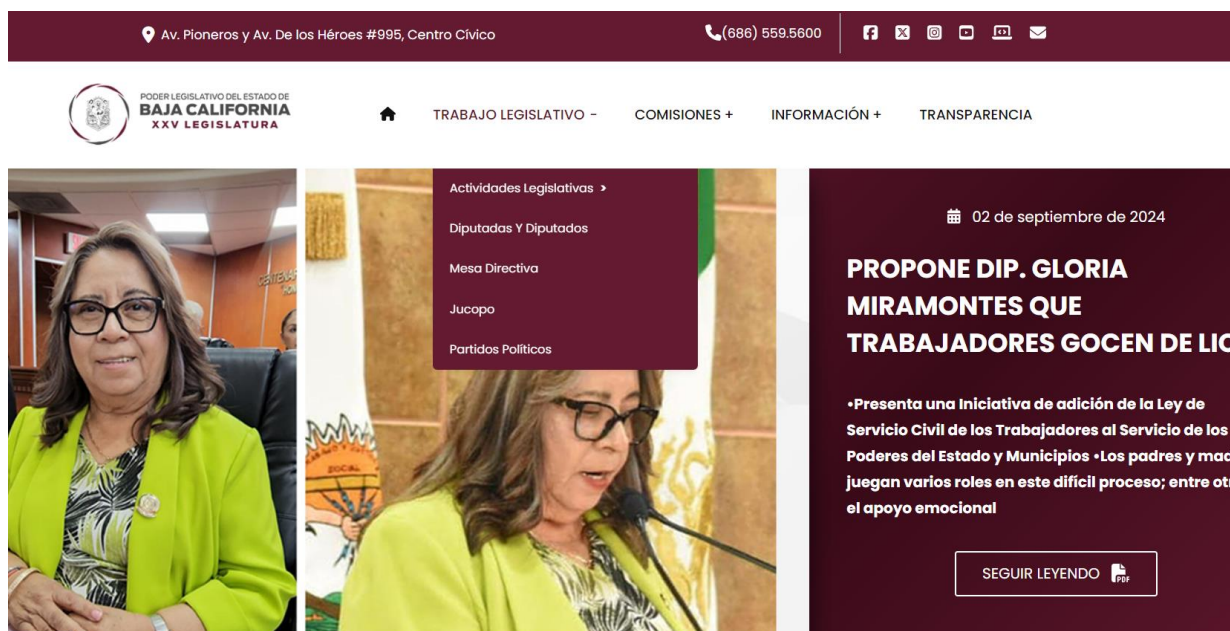 Av. Pioneros y Av. De los Héroes #995, Centro Cívico
(686) 559.5600
PODER LEGISLATIVO DEL ESTADO DE
BAJA CALIFORNIA
XXV LEGISLATURA
TRABAJO LEGISLATIVO -
COMISIONES +
INFORMACIÓN +
TRANSPARENCIA
Actividades Legislativas >
Diputadas Y Diputados
Mesa Directiva
Jucopo
Partidos Políticos
SOCIAL
02 de septiembre de 2024
PROPONE DIP. GLORIA
MIRAMONTES QUE
TRABAJADORES GOCEN DE LIC
•Presenta una Iniciativa de adición de la Ley de
Servicio Civil de los Trabajadores al Servicio de los
Poderes del Estado y Municipios •Los padres y mad
juegan varios roles en este difícil proceso; entre otr
el apoyo emocional
SEGUIR LEYENDO
PDF